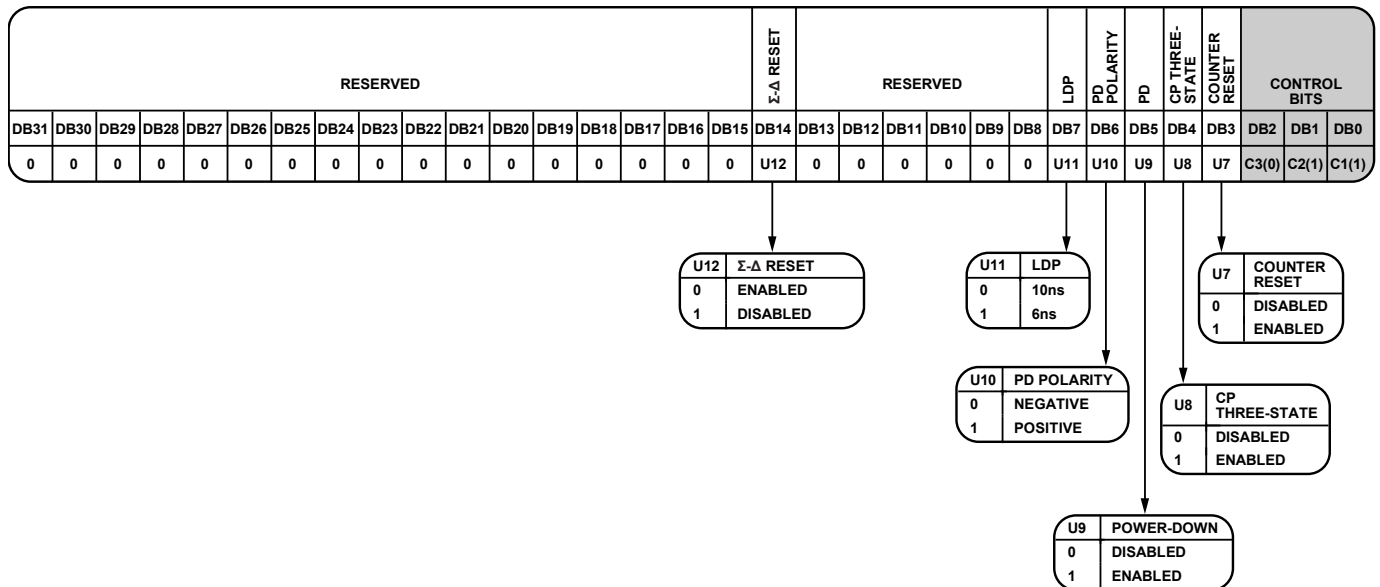 RESERVED Σ-Δ RESET RESERVED LDP PD POLARITY PD CP THREE-STATE COUNTER RESET CONTROL BITS
DB31 DB30 DB29 DB28 DB27 DB26 DB25 DB24 DB23 DB22 DB21 DB20 DB19 DB18 DB17 DB16 DB15 DB14 DB13 DB12 DB11 DB10 DB9 DB8 DB7 DB6 DB5 DB4 DB3 DB2 DB1 DB0
0 0 0 0 0 0 0 0 0 0 0 0 0 0 0 0 0 U12 0 0 0 0 0 0 U11 U10 U9 U8 U7 C3(0) C2(1) C1(1)
U12 Σ-Δ RESET
0 ENABLED
1 DISABLED
U11 LDP
0 10ns
1 6ns
U7 COUNTER RESET
0 DISABLED
1 ENABLED
U10 PD POLARITY
0 NEGATIVE
1 POSITIVE
U8 CP THREE-STATE
0 DISABLED
1 ENABLED
U9 POWER-DOWN
0 DISABLED
1 ENABLED